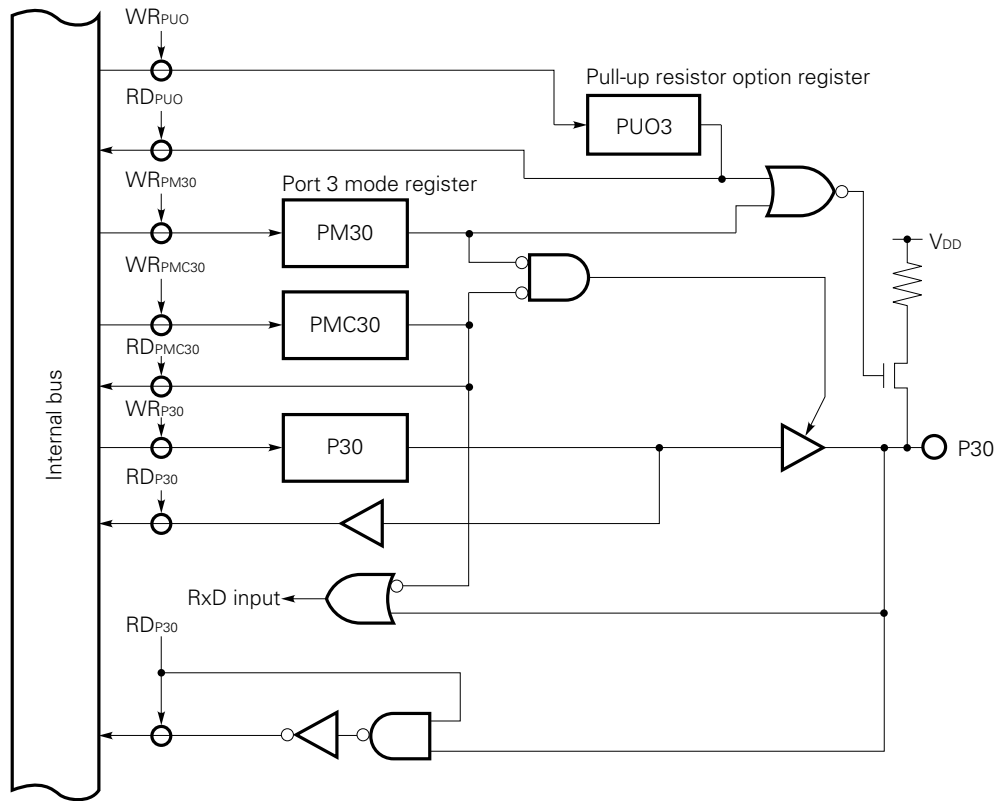 WRPUO
Pull-up resistor option register
PUO3
RDPUO
WRPM30
Port 3 mode register
PM30
VDD
WRPMC30
PMC30
RDPMC30
Internal bus
WRP30
P30
P30
RDP30
RxD input
RDP30